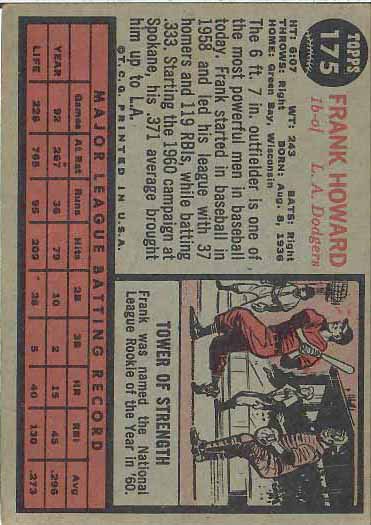 TOPPS
175
FRANK HOWARD
1b-of L. A. Dodgers
HT: 6:07 WT: 243 BATS: Right
THROWS: Right BORN: Aug. 8, 1936
HOME: Green Bay, Wisconsin
The 6 ft. 7 in. outfielder is one of
the most powerful men in baseball
today. Frank started in baseball in
1958 and led his league with 37
homers and 119 RBIs, while batting
.333. Starting the 1960 campaign at
Spokane, his .371 average brought
him up to L.A.
© T.C.G. PRINTED IN U.S.A.
TOWER OF STRENGTH
Frank was named the National
League Rookie of the Year in '60.
MAJOR LEAGUE BATTING RECORD
Games At Bat Runs Hits 2B 3B HR RBI Avg
YEAR 92 267 36 79 10 2 15 45 .296
LIFE 226 765 95 209 26 5 40 130 .273